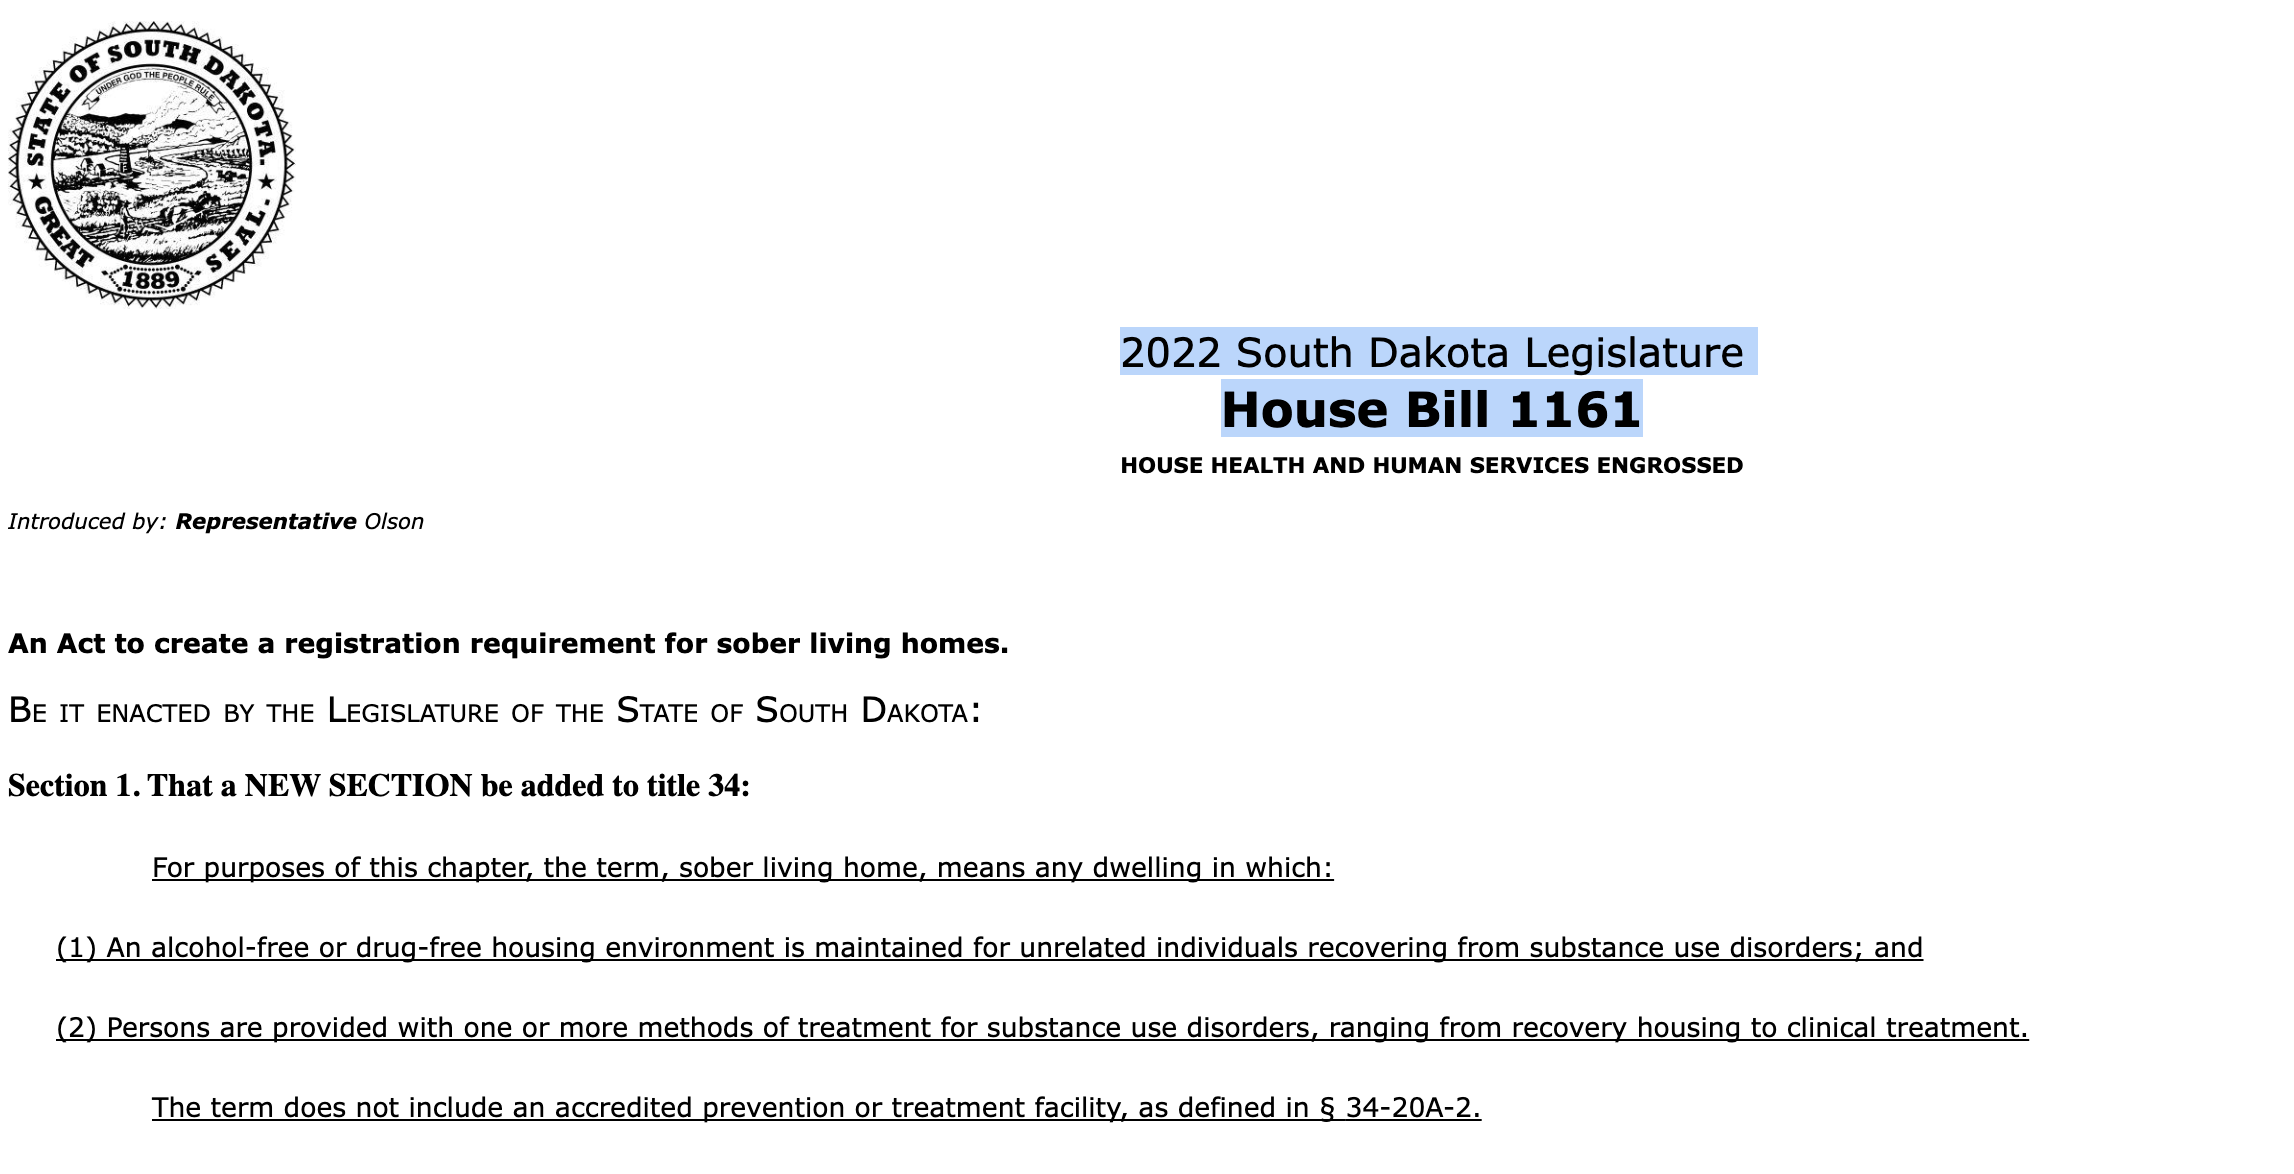 STATE OF SOUTH DAKOTA.
UNDER GOD THE PEOPLE RULE
GREAT SEAL.
1889
2022 South Dakota Legislature
House Bill 1161
HOUSE HEALTH AND HUMAN SERVICES ENGROSSED
Introduced by: Representative Olson
An Act to create a registration requirement for sober living homes.
Be it enacted by the Legislature of the State of South Dakota:
Section 1. That a NEW SECTION be added to title 34:
For purposes of this chapter, the term, sober living home, means any dwelling in which:
(1) An alcohol-free or drug-free housing environment is maintained for unrelated individuals recovering from substance use disorders; and
(2) Persons are provided with one or more methods of treatment for substance use disorders, ranging from recovery housing to clinical treatment.
The term does not include an accredited prevention or treatment facility, as defined in § 34-20A-2.